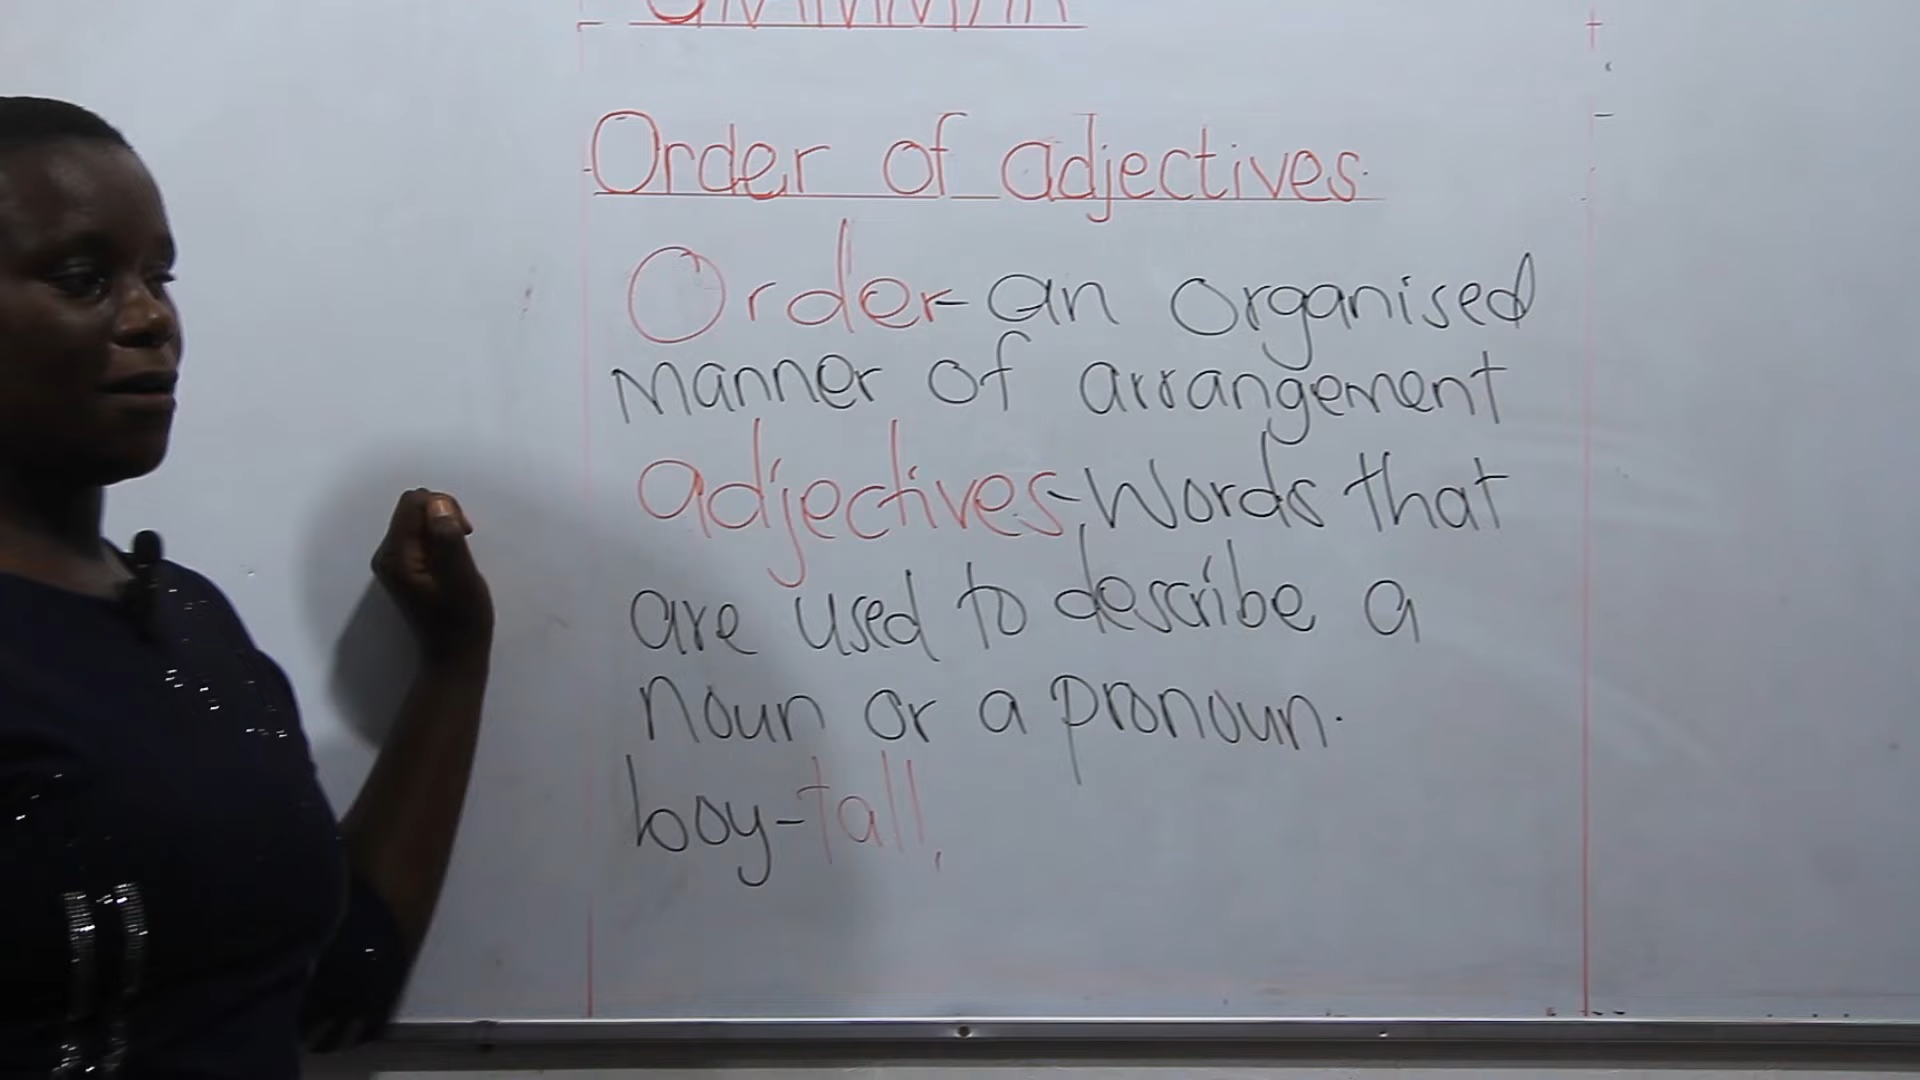 GRAMMAR
Order of adjectives.
Order - an organised
manner of arrangement
adjectives - Words that
are used to describe a
noun or a pronoun.
boy - tall,